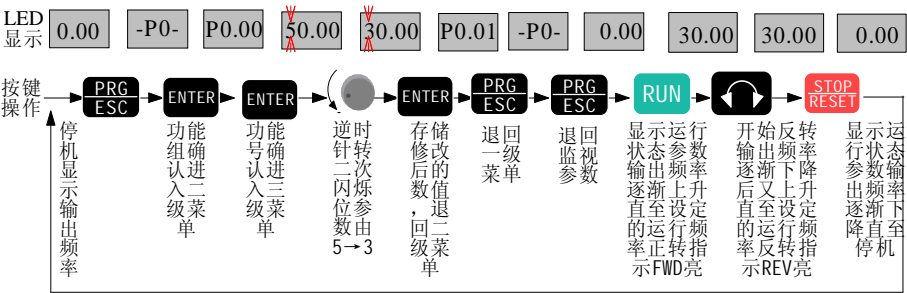 LED
显示
0.00
-P0-
P0.00
50.00
30.00
P0.01
-P0-
0.00
30.00
30.00
0.00
按键
操作
PRG
ESC
ENTER
ENTER
ENTER
PRG
ESC
PRG
ESC
RUN
STOP
RESET
停
机
显
示
输
出
频
率
功能
组确
认进
入二
级菜
单
功能
号确
认进
入三
级菜
单
逆时
针转
二次
闪烁
位参
数由
5→3
存储
修改
后的
数值
，退
回二
级菜
单
退回
一级
菜单
退回
监视
参数
显示运行
状态参数
输出频率
逐渐上升
直至设定
的运行频
率正转指
示FWD亮
开始反转
输出频率
逐渐下降
后又上升
直至设定
的运行频
率反转指
示REV亮
显示运
行状态
参数输
出频率
逐渐下
降直至
停机